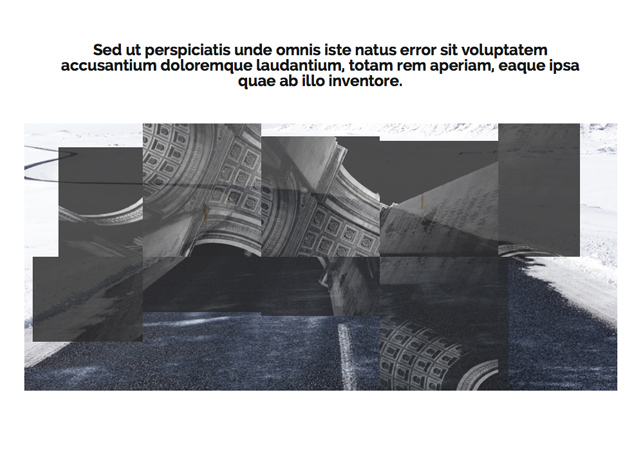 Sed ut perspiciatis unde omnis iste natus error sit voluptatem
accusantium doloremque laudantium, totam rem aperiam, eaque ipsa
quae ab illo inventore.